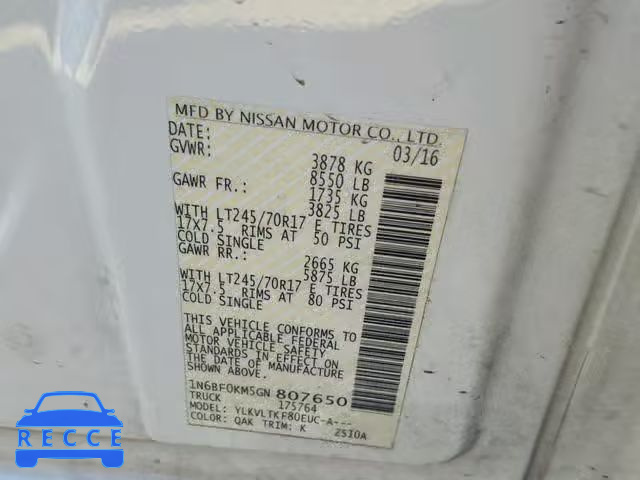 MFD BY NISSAN MOTOR CO., LTD.
DATE: 03/16
GVWR: 3878 KG
8550 LB
GAWR FR.: 1735 KG
3825 LB
WITH LT245/70R17 E TIRES
17X7.5 RIMS AT 50 PSI
COLD SINGLE
GAWR RR.: 2665 KG
5875 LB
WITH LT245/70R17 E TIRES
17X7.5 RIMS AT 80 PSI
COLD SINGLE
THIS VEHICLE CONFORMS TO
ALL APPLICABLE FEDERAL
MOTOR VEHICLE SAFETY
STANDARDS IN EFFECT ON
THE DATE OF MANUFACTURE
SHOWN ABOVE.
1N6BF0KM5GN 807650
TRUCK 175764
MODEL: YLKVLTKF80EUC-A---
COLOR: QAK TRIM: K 2SI0A
RECCE